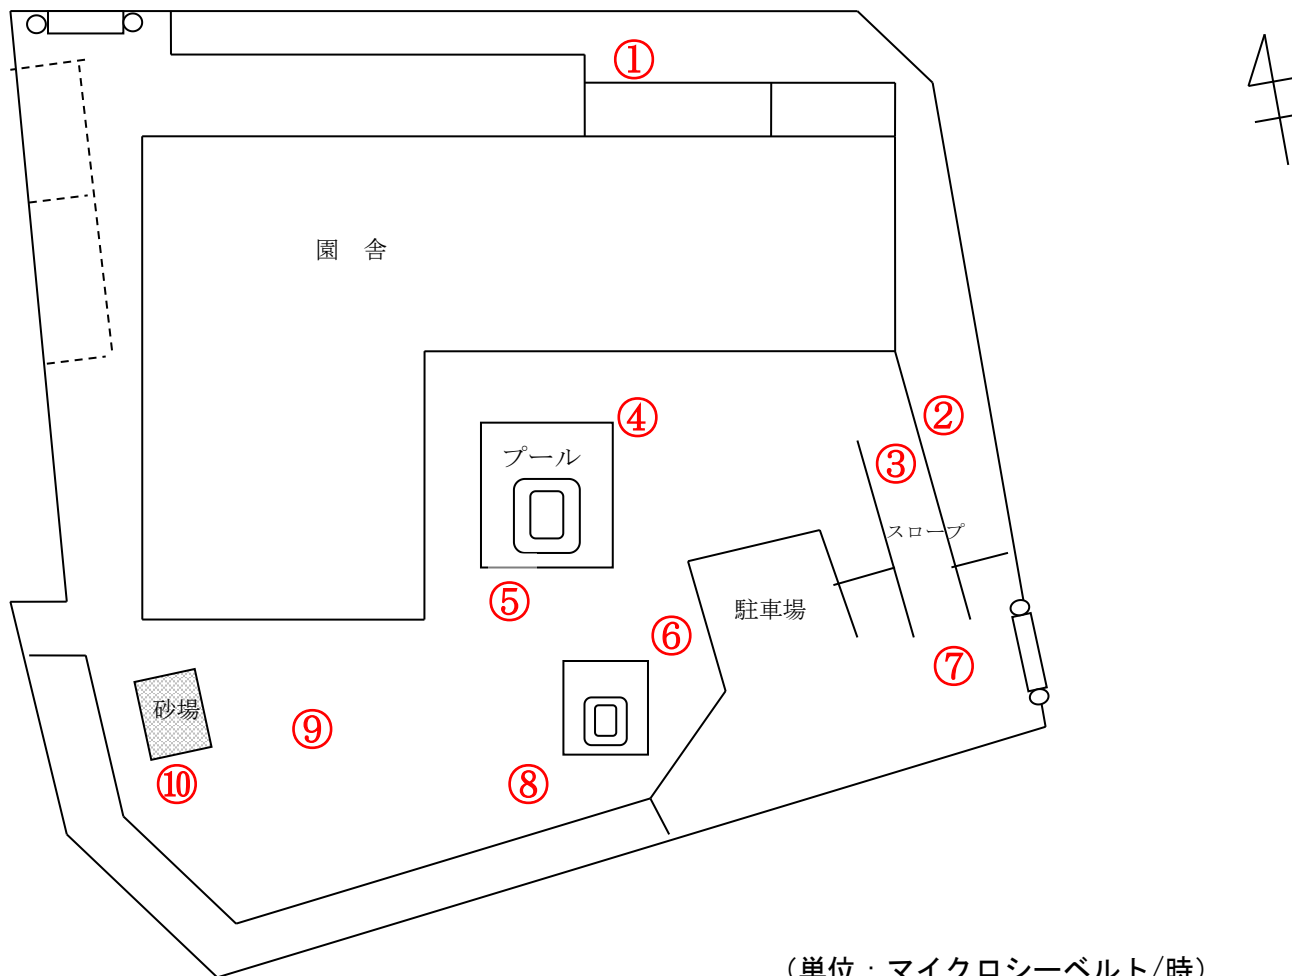 ①
園　舎
④
②
プール
③
スロープ
⑤
駐車場
⑥
⑦
砂場
⑨
⑩
⑧
（単位：マイクロシーベルト/時）